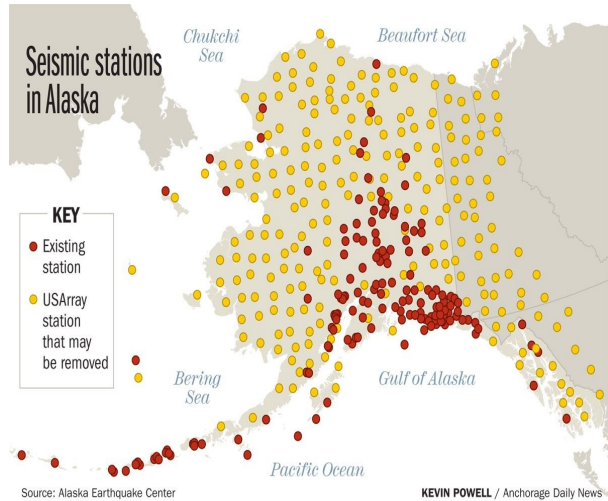 Chukchi
Sea
Beaufort Sea
Seismic stations
in Alaska
KEY
Existing
station
USArray
station
that may
be removed
Bering
Sea
Gulf of Alaska
Pacific Ocean
Source: Alaska Earthquake Center
KEVIN POWELL / Anchorage Daily News